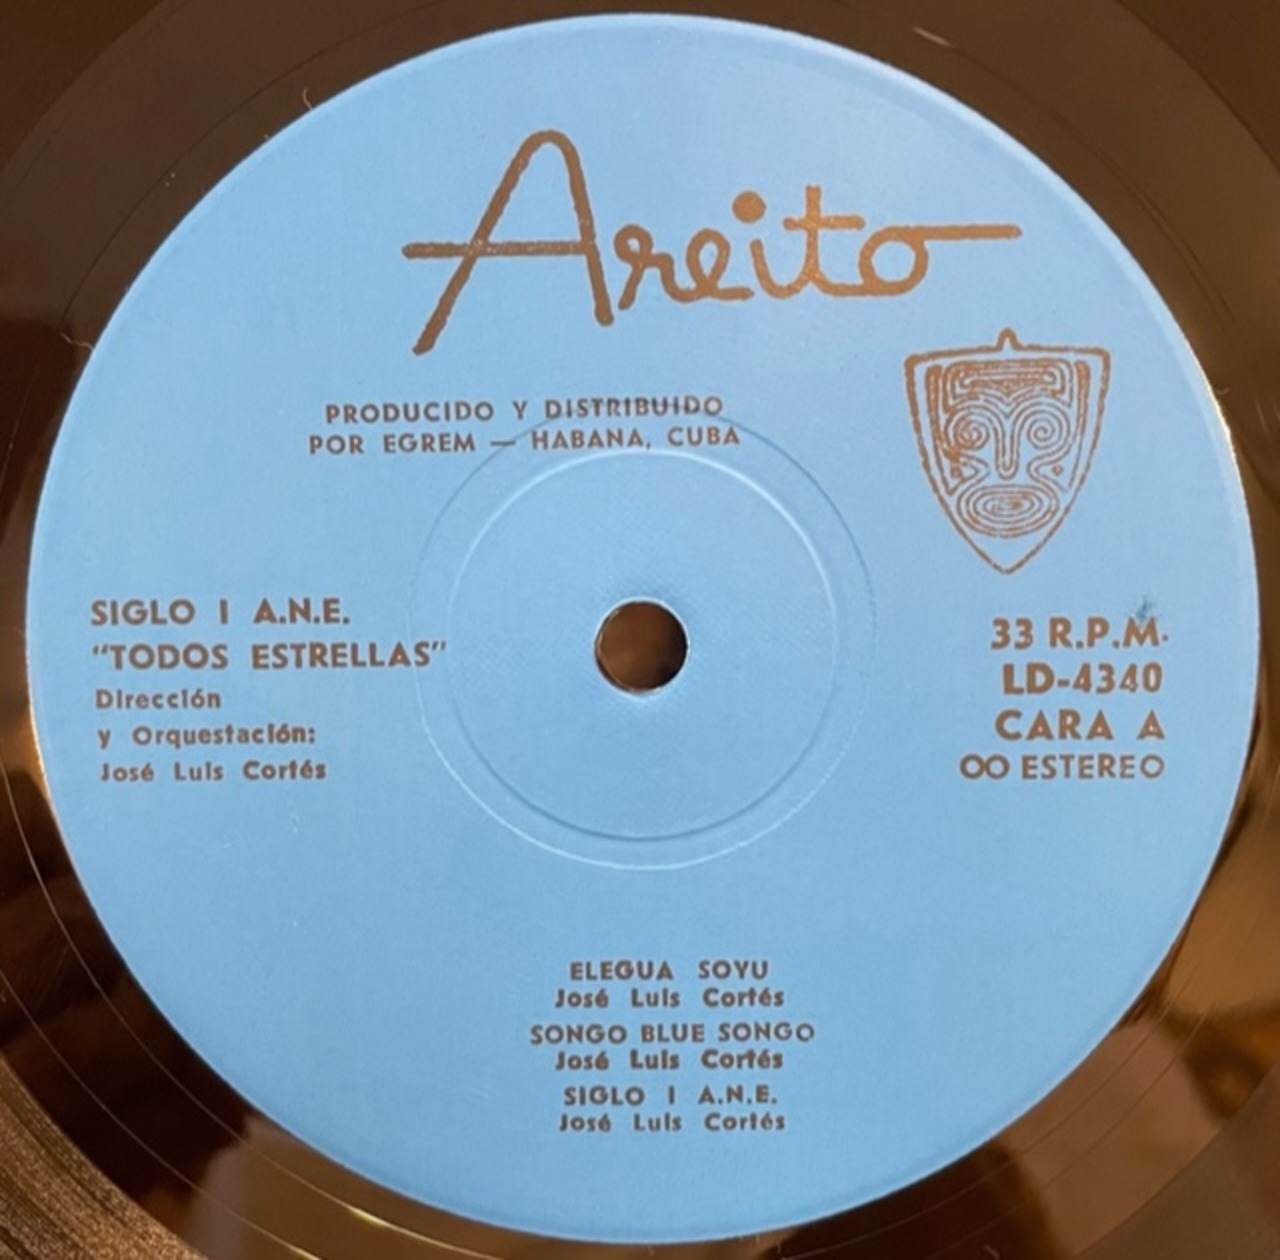 Areito
PRODUCIDO Y DISTRIBUIDO
POR EGREM — HABANA, CUBA
SIGLO I A.N.E.
"TODOS ESTRELLAS"
Dirección
y Orquestación:
José Luis Cortés
33 R.P.M.
LD-4340
CARA A
OO ESTEREO
ELEGUA SOYU
José Luis Cortés
SONGO BLUE SONGO
José Luis Cortés
SIGLO I A.N.E.
José Luis Cortés